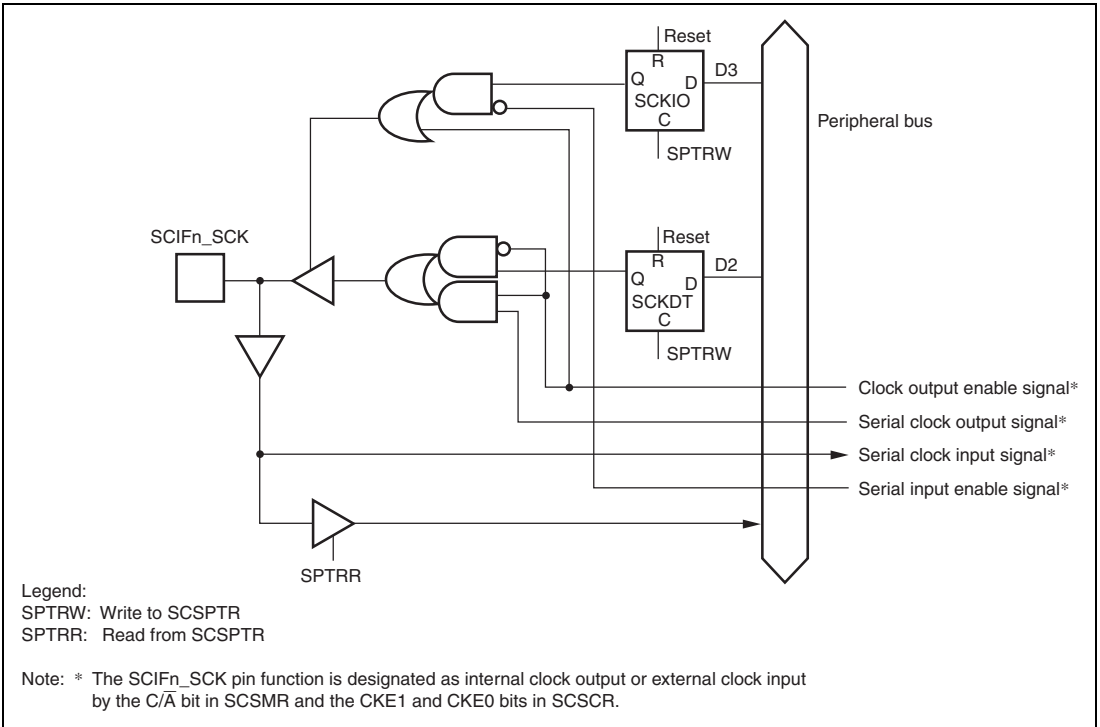 Reset
R
Q
D
D3
SCKIO
C
SPTRW
Peripheral bus
SCIFn_SCK
Reset
R
Q
D
D2
SCKDT
C
SPTRW
Clock output enable signal*
Serial clock output signal*
Serial clock input signal*
Serial input enable signal*
SPTRR
Legend:
SPTRW: Write to SCSPTR
SPTRR: Read from SCSPTR
Note: * The SCIFn_SCK pin function is designated as internal clock output or external clock input
by the C/A̅ bit in SCSMR and the CKE1 and CKE0 bits in SCSCR.